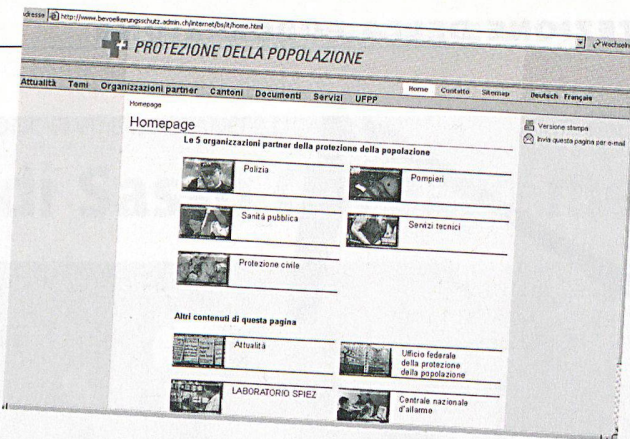 Adresse http://www.bevoelkerungsschutz.admin.ch/internet/bs/it/home.html
Wechseln
PROTEZIONE DELLA POPOLAZIONE
Attualità Temi Organizzazioni partner Cantoni Documenti Servizi UFPP Home Contatto Sitemap Deutsch Français
Homepage
Homepage
Versione stampa
Invia questa pagina per e-mail
Le 5 organizzazioni partner della protezione della popolazione
Polizia
Pompieri
Sanità pubblica
Servizi tecnici
Protezione civile
Altri contenuti di questa pagina
Attualità
Ufficio federale
della protezione
della popolazione
LABORATORIO SPIEZ
Centrale nazionale
d'allarme